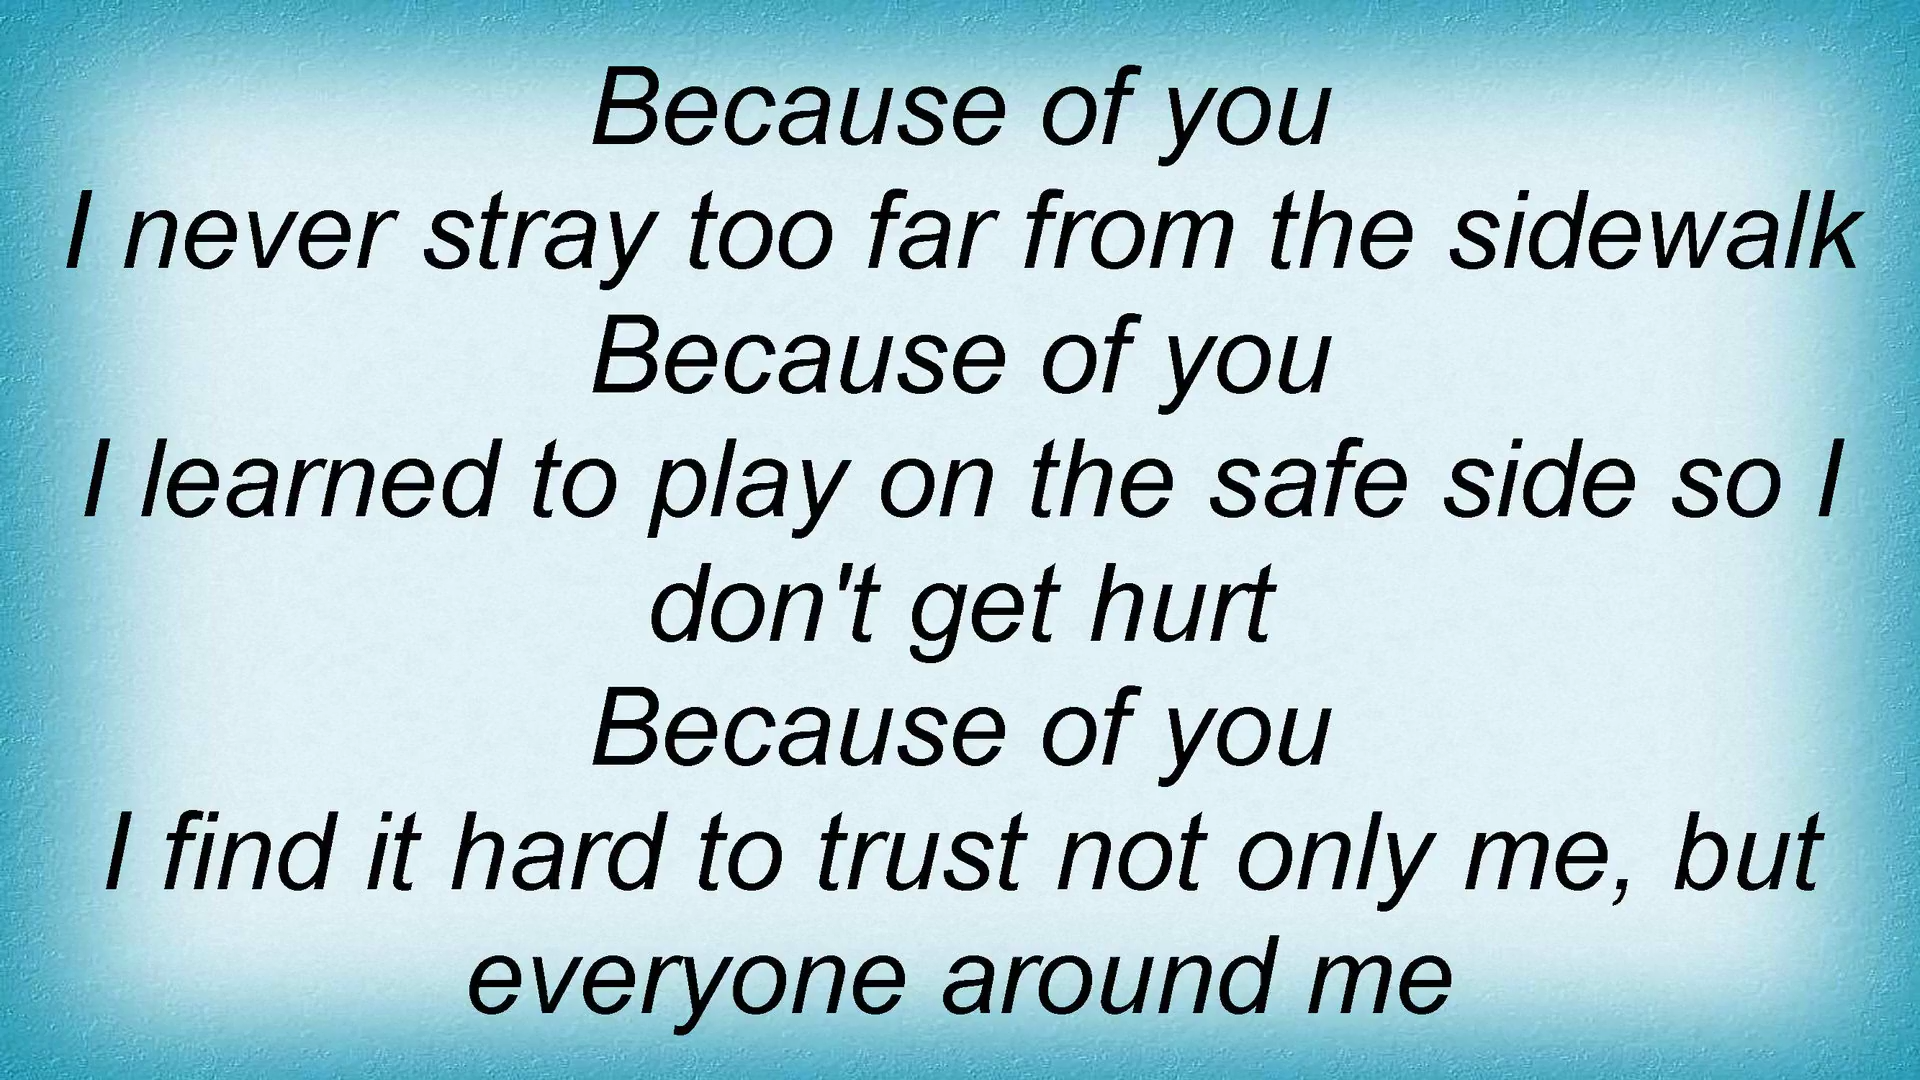 Because of you
I never stray too far from the sidewalk
Because of you
I learned to play on the safe side so I
don't get hurt
Because of you
I find it hard to trust not only me, but
everyone around me